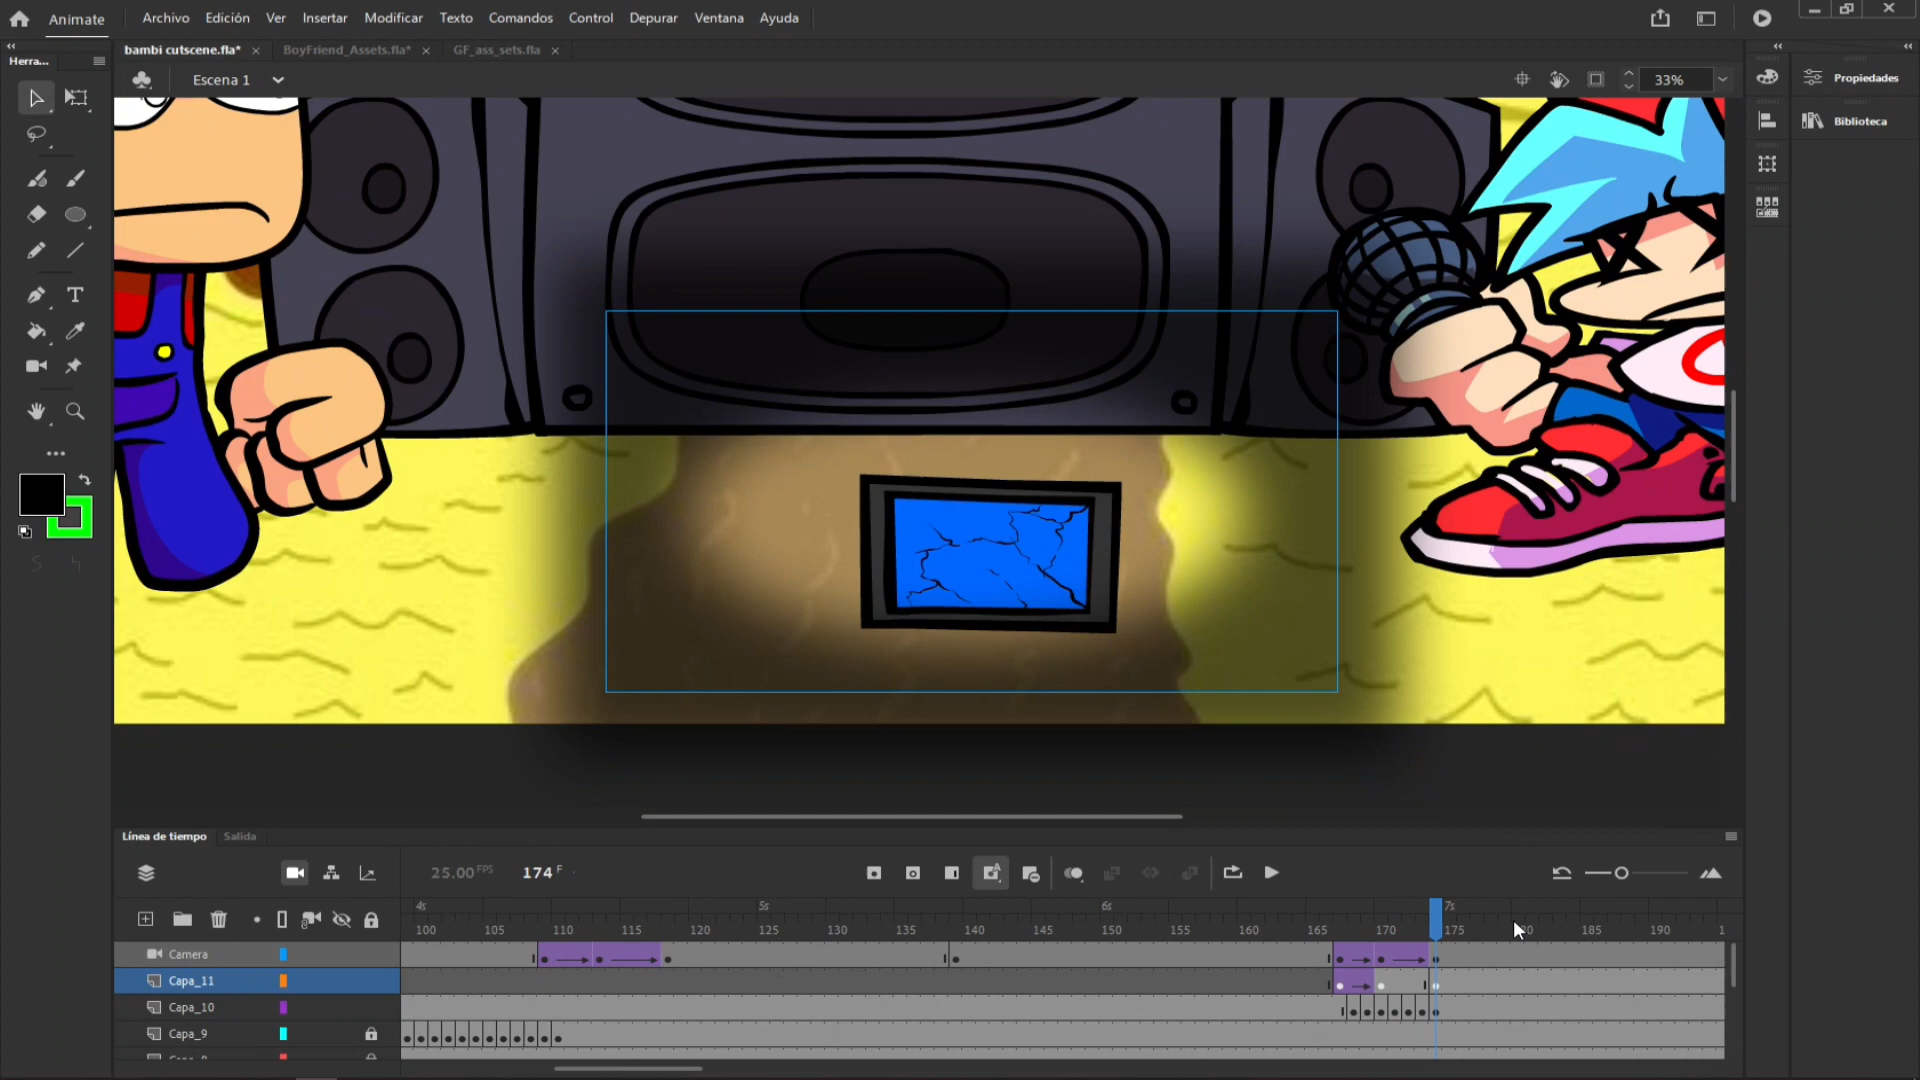 Animate
Archivo
Edición
Ver
Insertar
Modificar
Texto
Comandos
Control
Depurar
Ventana
Ayuda
bambi cutscene.fla*
BoyFriend_Assets.fla*
GF_ass_sets.fla
Herra...
Escena 1
33%
Propiedades
Biblioteca
T
Línea de tiempo
Salida
25.00 FPS
174 F
4s
5s
6s
7s
100
105
110
115
120
125
130
135
140
145
150
155
160
165
170
175
185
190
1
Camera
Capa_11
Capa_10
Capa_9